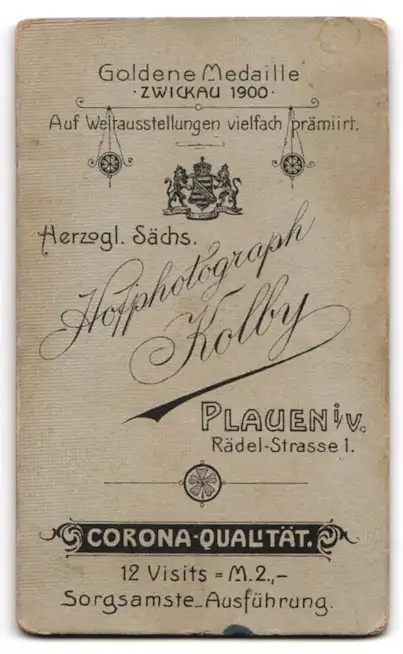 Goldene Medaille
· ZWICKAU 1900 ·
Auf Weltausstellungen vielfach prämiirt.
Herzogl. Sächs.
Hofphotograph
Kolby
PLAUEN i/V.
Rädel-Strasse 1.
CORONA-QUALITÄT.
12 Visits = M. 2.,–
Sorgsamste Ausführung.